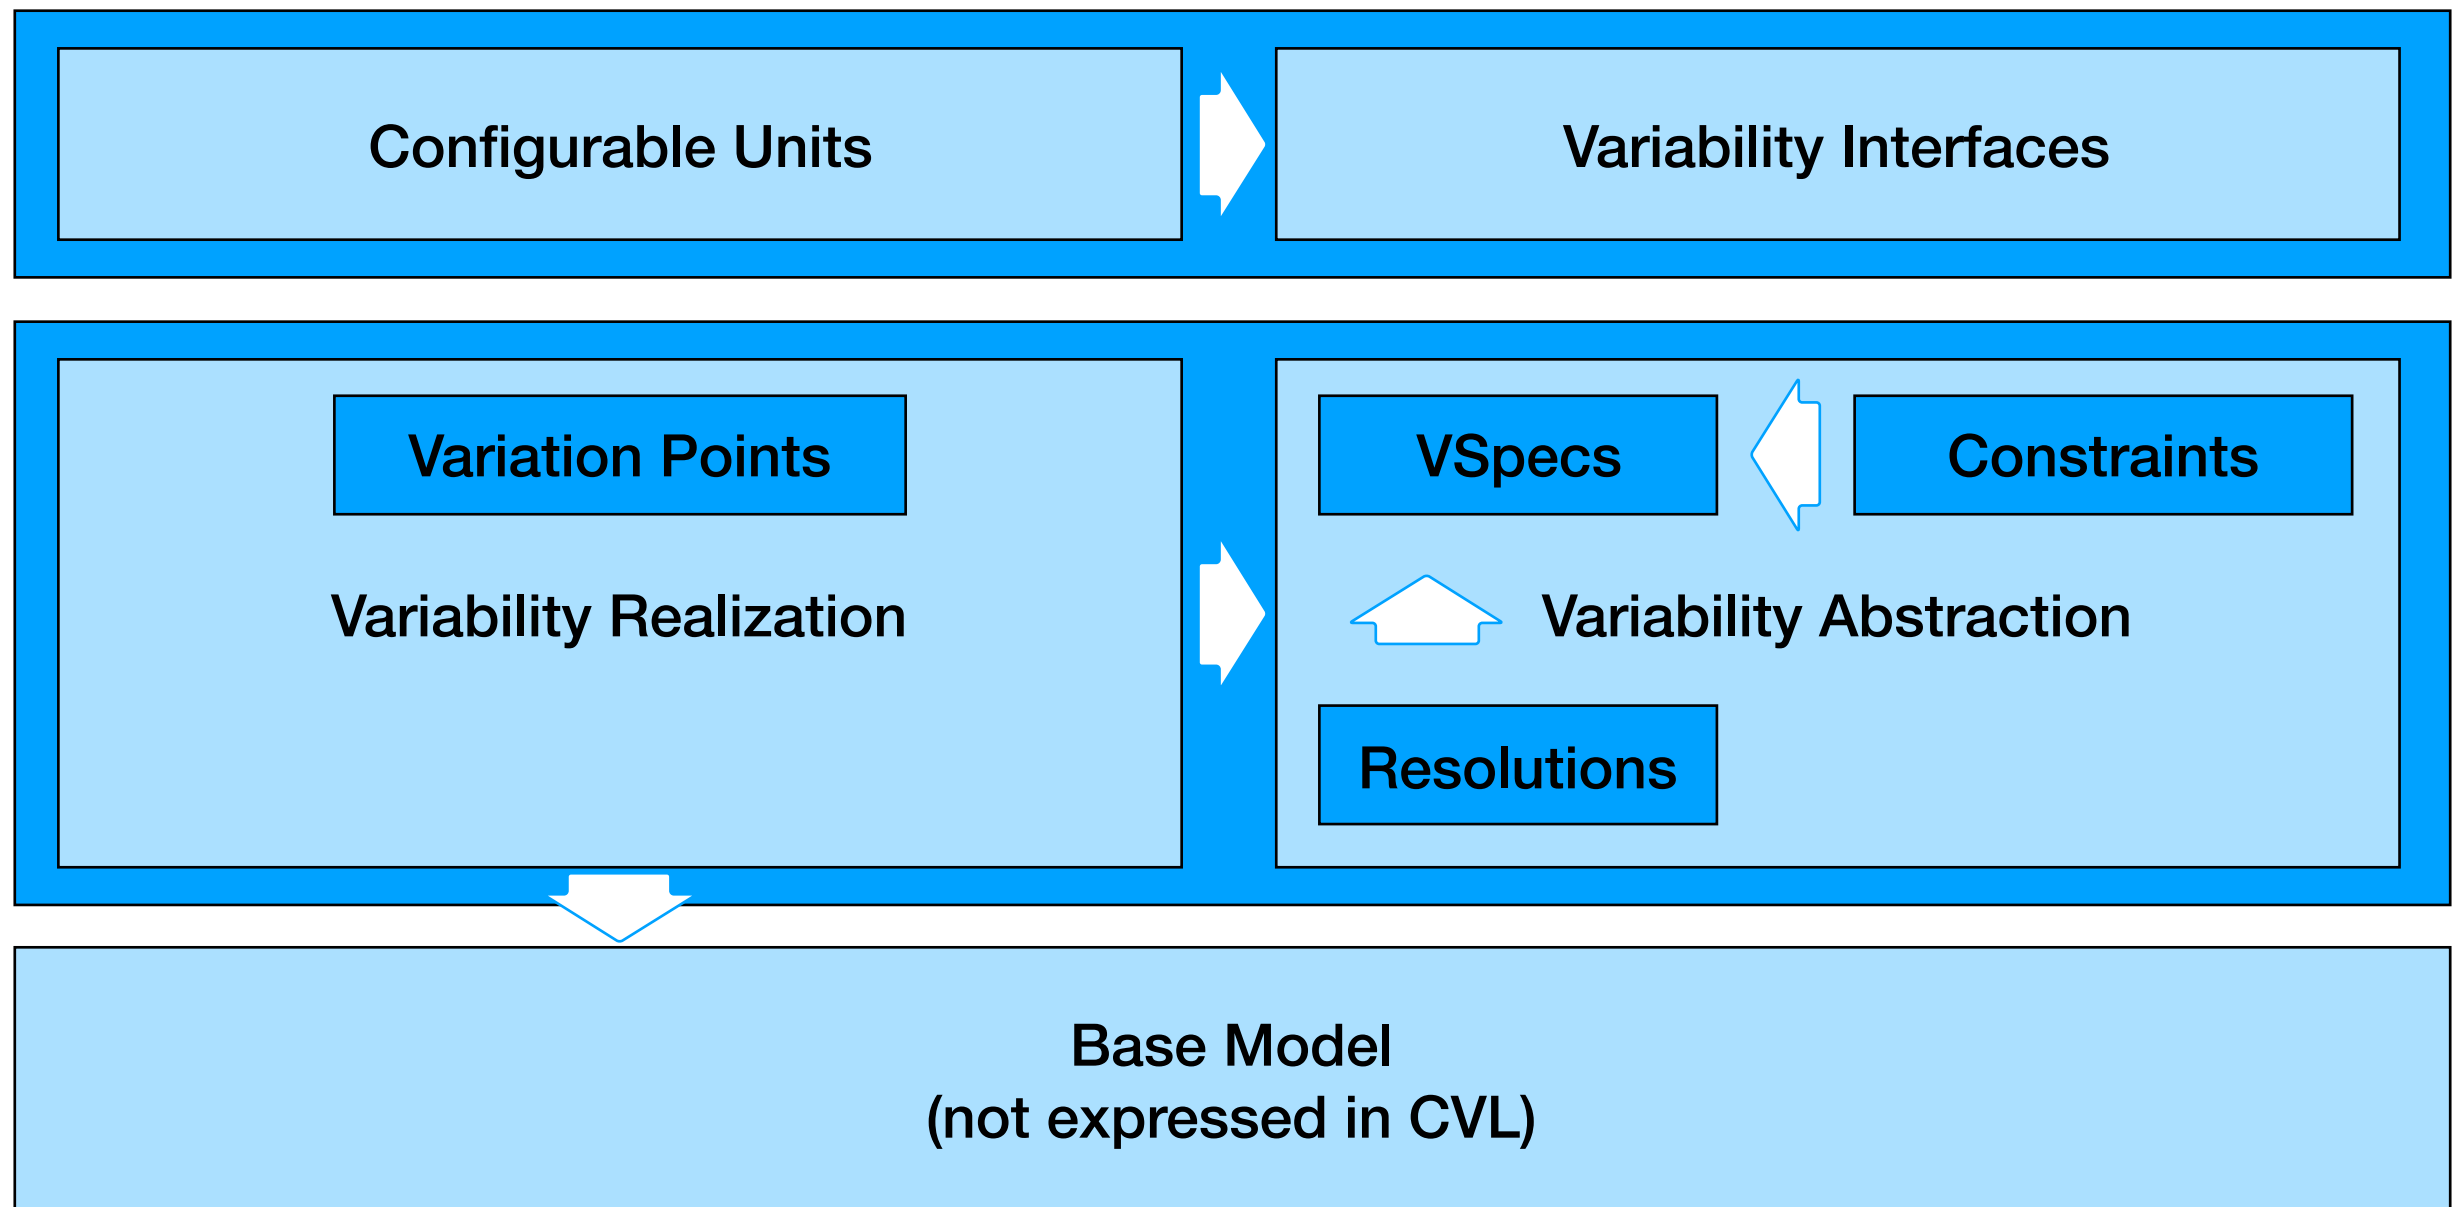 Configurable Units
Variability Interfaces
Variation Points
VSpecs
Constraints
Variability Realization
Variability Abstraction
Resolutions
Base Model
(not expressed in CVL)